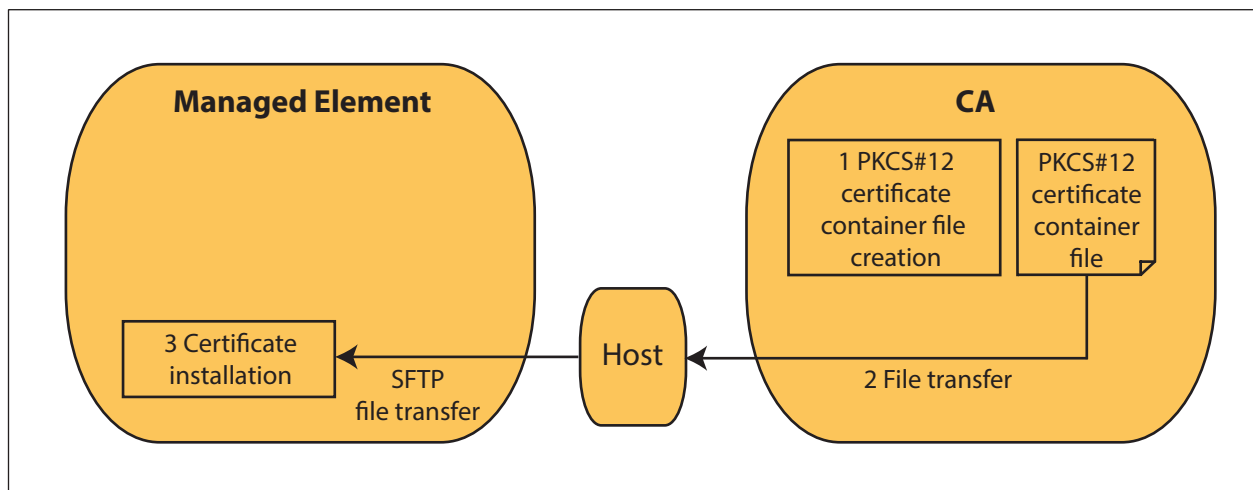 Managed Element
3 Certificate
installation
SFTP
file transfer
Host
CA
1 PKCS#12
certificate
container file
creation
PKCS#12
certificate
container
file
2 File transfer